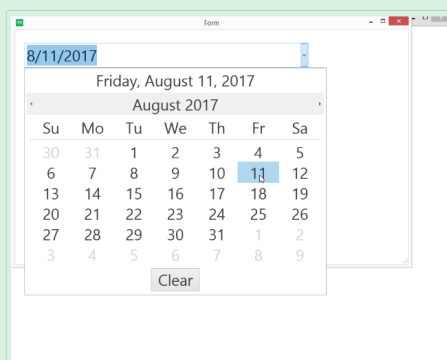 Form
8/11/2017
Friday, August 11, 2017
August 2017
Su Mo Tu We Th Fr Sa
30 31 1 2 3 4 5
6 7 8 9 10 11 12
13 14 15 16 17 18 19
20 21 22 23 24 25 26
27 28 29 30 31 1 2
3 4 5 6 7 8 9
Clear